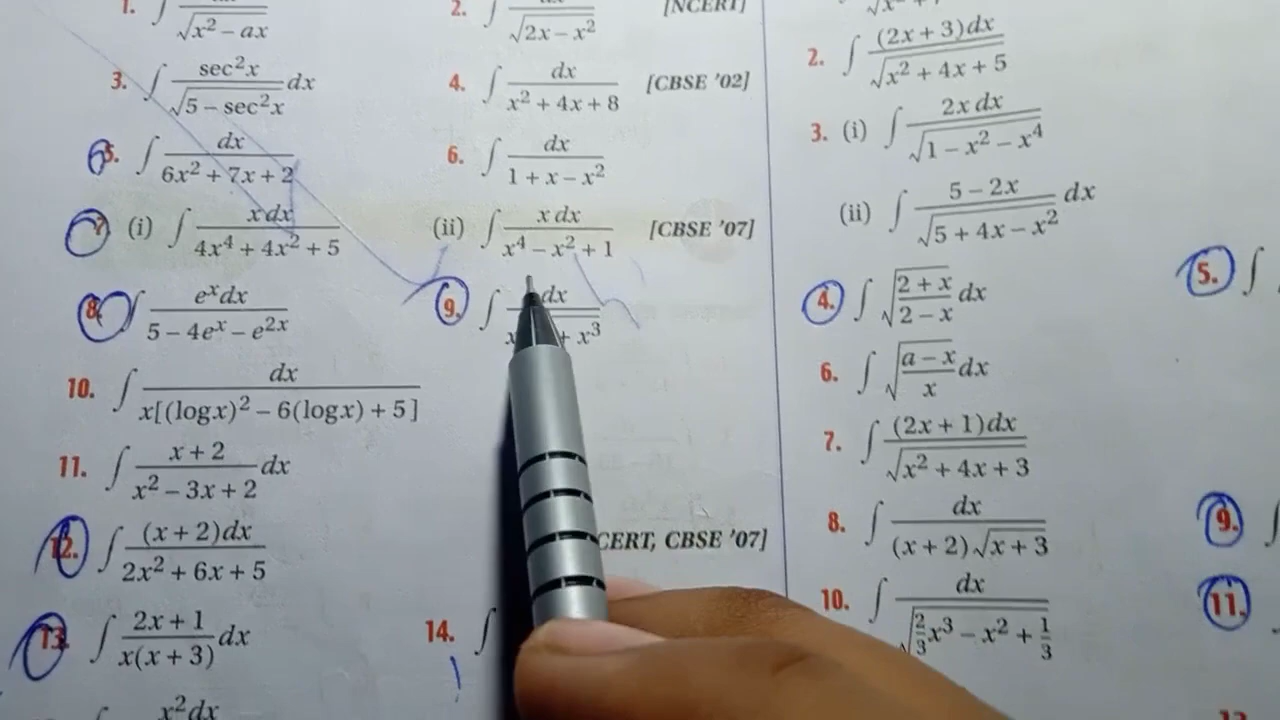 1. ∫ / √x² – ax
2. ∫ / √2x – x² [NCERT]
3. ∫ sec²x / √5 – sec²x dx
4. ∫ dx / x² + 4x + 8 [CBSE '02]
5. ∫ dx / 6x² + 7x + 2
6. ∫ dx / 1 + x – x²
7. (i) ∫ x dx / 4x⁴ + 4x² + 5
(ii) ∫ x dx / x⁴ – x² + 1 [CBSE '07]
8. ∫ eˣdx / 5 – 4eˣ – e²ˣ
9. ∫ dx / + x³
10. ∫ dx / x[(logx)² – 6(logx) + 5]
11. ∫ x + 2 / x² – 3x + 2 dx
12. ∫ (x + 2)dx / 2x² + 6x + 5
CERT, CBSE '07]
13. ∫ 2x + 1 / x(x + 3) dx
14. ∫
x²dx
2. ∫ (2x + 3)dx / √x² + 4x + 5
3. (i) ∫ 2x dx / √1 – x² – x⁴
(ii) ∫ 5 – 2x / √5 + 4x – x² dx
4. ∫ √2 + x / 2 – x dx
5. ∫
6. ∫ √a – x / x dx
7. ∫ (2x + 1)dx / √x² + 4x + 3
8. ∫ dx / (x + 2)√x + 3
9. ∫
10. ∫ dx / √2/3 x³ – x² + 1/3
11.